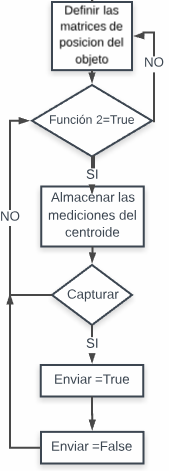 Definir las
matrices de
posicion del
objeto
NO
Función 2=True
SI
Almacenar las
mediciones del
centroide
NO
Capturar
SI
Enviar =True
Enviar =False